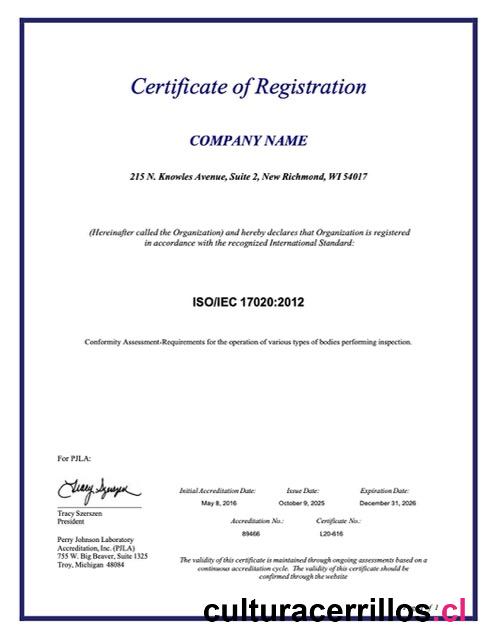 Certificate of Registration
COMPANY NAME
215 N. Knowles Avenue, Suite 2, New Richmond, WI 54017
(Hereinafter called the Organization) and hereby declares that Organization is registered
in accordance with the recognized International Standard:
ISO/IEC 17020:2012
Conformity Assessment-Requirements for the operation of various types of bodies performing inspection.
For PJLA:
Tracy Szerszen
Tracy Szerszen
President
Perry Johnson Laboratory
Accreditation, Inc. (PJLA)
755 W. Big Beaver, Suite 1325
Troy, Michigan 48084
Initial Accreditation Date: Issue Date: Expiration Date:
May 8, 2016 October 9, 2025 December 31, 2026
Accreditation No.: Certificate No.:
89466 L20-616
The validity of this certificate is maintained through ongoing assessments based on a
continuous accreditation cycle. The validity of this certificate should be
confirmed through the website
culturacerrillos.cl